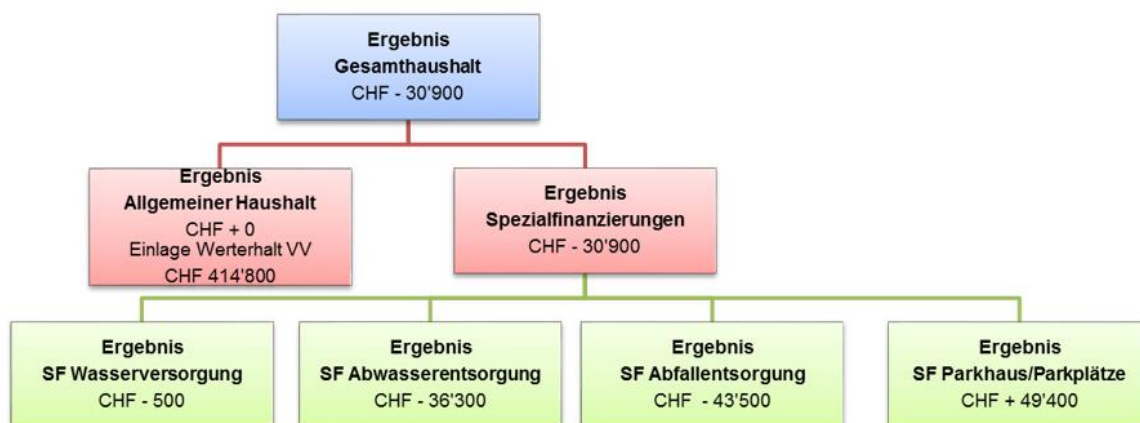 Ergebnis
Gesamthaushalt
CHF - 30'900
Ergebnis
Allgemeiner Haushalt
CHF + 0
Einlage Werterhalt VV
CHF 414'800
Ergebnis
Spezialfinanzierungen
CHF - 30'900
Ergebnis
SF Wasserversorgung
CHF - 500
Ergebnis
SF Abwasserentsorgung
CHF - 36'300
Ergebnis
SF Abfallentsorgung
CHF - 43'500
Ergebnis
SF Parkhaus/Parkplätze
CHF + 49'400